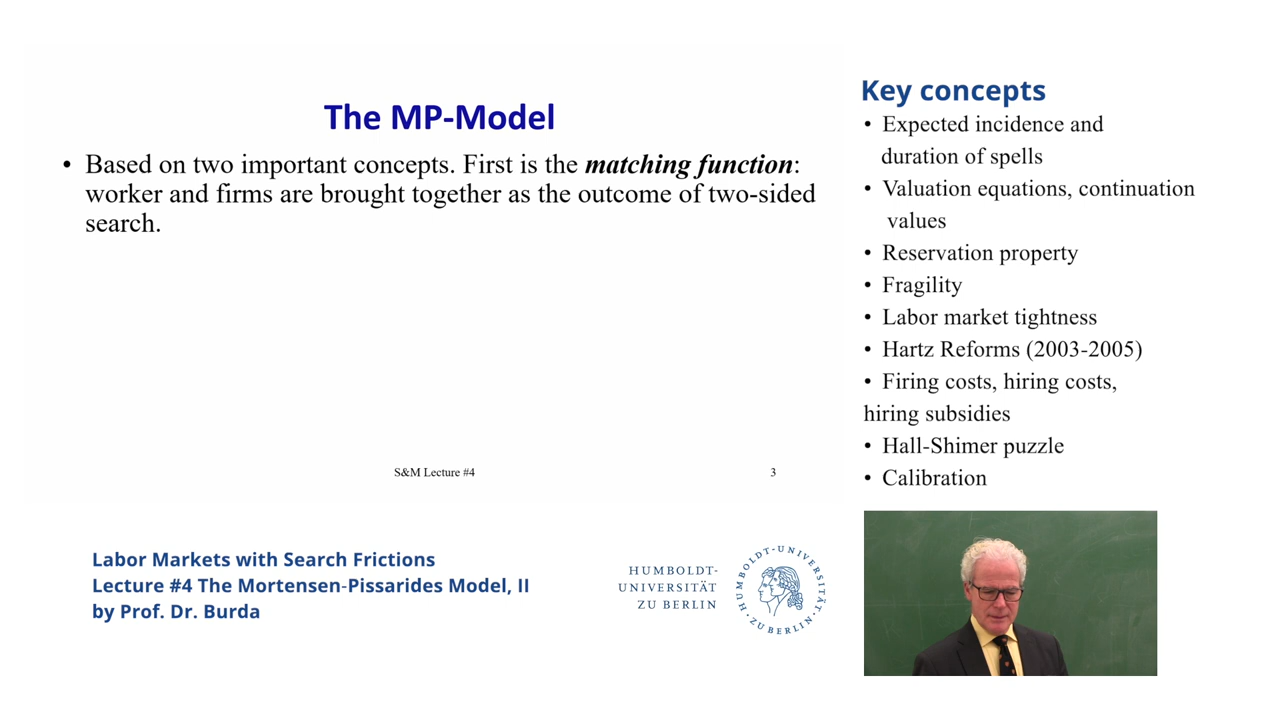 The MP-Model
• Based on two important concepts. First is the matching function:
worker and firms are brought together as the outcome of two-sided
search.
S&M Lecture #4
3
Key concepts
• Expected incidence and
duration of spells
• Valuation equations, continuation
values
• Reservation property
• Fragility
• Labor market tightness
• Hartz Reforms (2003-2005)
• Firing costs, hiring costs,
hiring subsidies
• Hall-Shimer puzzle
• Calibration
Labor Markets with Search Frictions
Lecture #4 The Mortensen-Pissarides Model, II
by Prof. Dr. Burda
HUMBOLDT-
UNIVERSITÄT
ZU BERLIN
HUMBOLDT-UNIVERSITÄT
·ZU BERLIN·